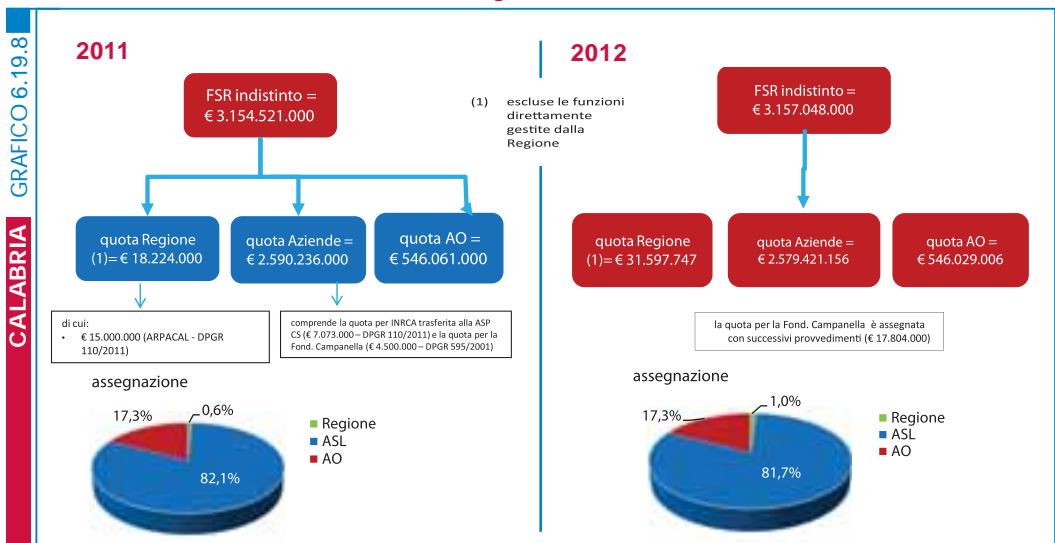 GRAFICO 6.19.8
CALABRIA
2011
FSR indistinto =
€ 3.154.521.000
quota Regione
(1)= € 18.224.000
quota Aziende =
€ 2.590.236.000
quota AO =
€ 546.061.000
di cui:
• € 15.000.000 (ARPACAL - DPGR
110/2011)
comprende la quota per INRCA trasferita alla ASP
CS (€ 7.073.000 – DPGR 110/2011) e la quota per la
Fond. Campanella (€ 4.500.000 – DPGR 595/2001)
assegnazione
17,3%
0,6%
82,1%
Regione
ASL
AO
(1) escluse le funzioni
direttamente
gestite dalla
Regione
2012
FSR indistinto =
€ 3.157.048.000
quota Regione
(1)= € 31.597.747
quota Aziende =
€ 2.579.421.156
quota AO =
€ 546.029.006
la quota per la Fond. Campanella è assegnata
con successivi provvedimenti (€ 17.804.000)
assegnazione
17,3%
1,0%
81,7%
Regione
ASL
AO